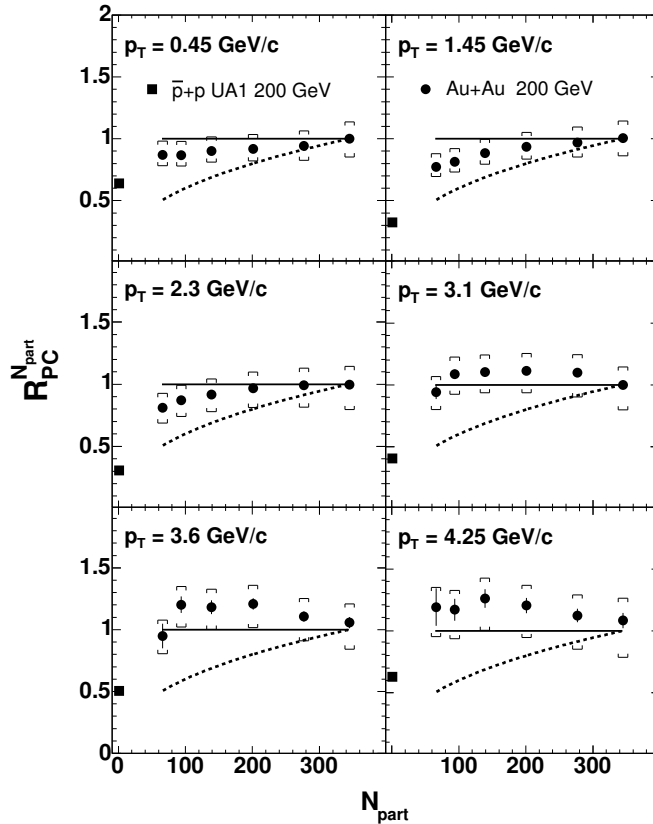 2
p_T = 0.45 GeV/c
p_T = 1.45 GeV/c
1.5
p̅+p UA1 200 GeV
Au+Au 200 GeV
1
0.5
p_T = 2.3 GeV/c
p_T = 3.1 GeV/c
1.5
1
0.5
R_PC^N_part
p_T = 3.6 GeV/c
p_T = 4.25 GeV/c
1.5
1
0.5
0
0 100 200 300 0 100 200 300
N_part